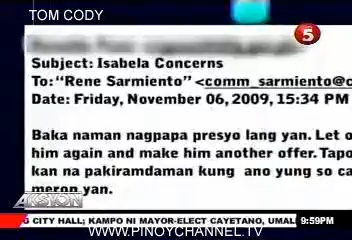 TOM CODY
5
Subject: Isabela Concerns
To: "Rene Sarmiento" <comm_sarmiento@c
Date: Friday, November 06, 2009, 15:34 PM
Baka naman nagpapa presyo lang yan. Let o
him again and make him another offer. Tapo
kan na pakiramdaman kung ano yung so ca
meron yan.
AKSYON
G CITY HALL; KAMPO NI MAYOR-ELECT CAYETANO, UMAL
9:59PM
WWW.PINOYCHANNEL.TV